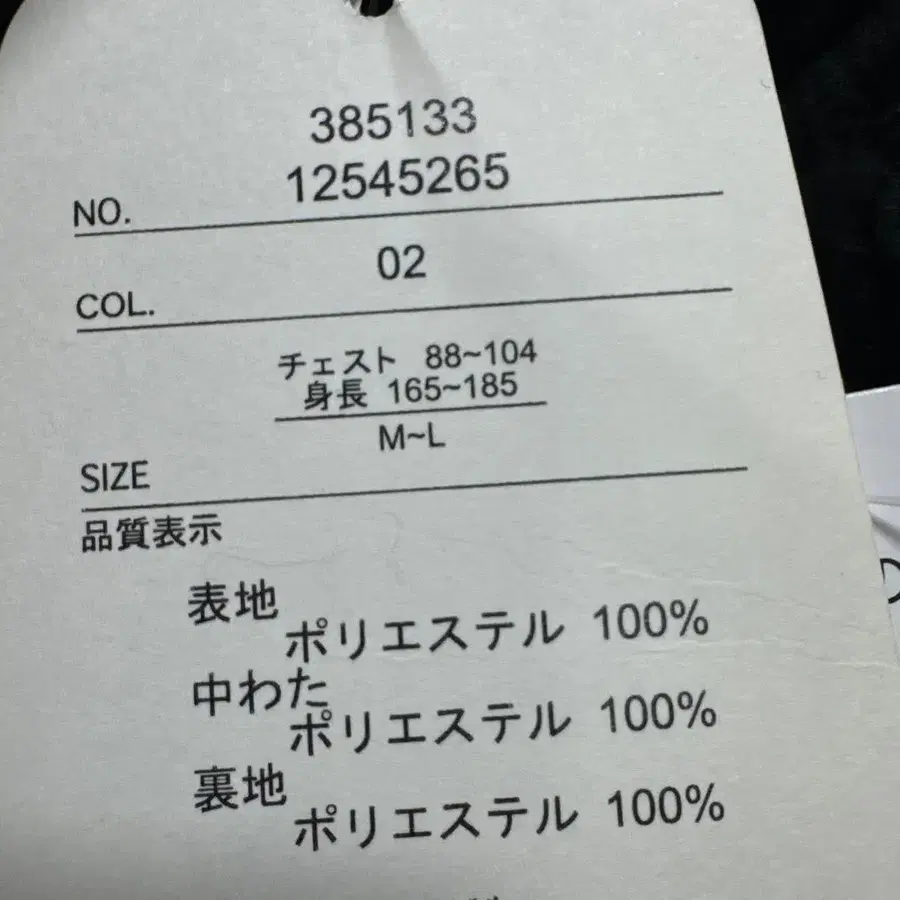 385133
12545265
NO.
02
COL.
チェスト 88~104
身長 165~185
M~L
SIZE
品質表示
表地
ポリエステル 100%
中わた
ポリエステル 100%
裏地
ポリエステル 100%